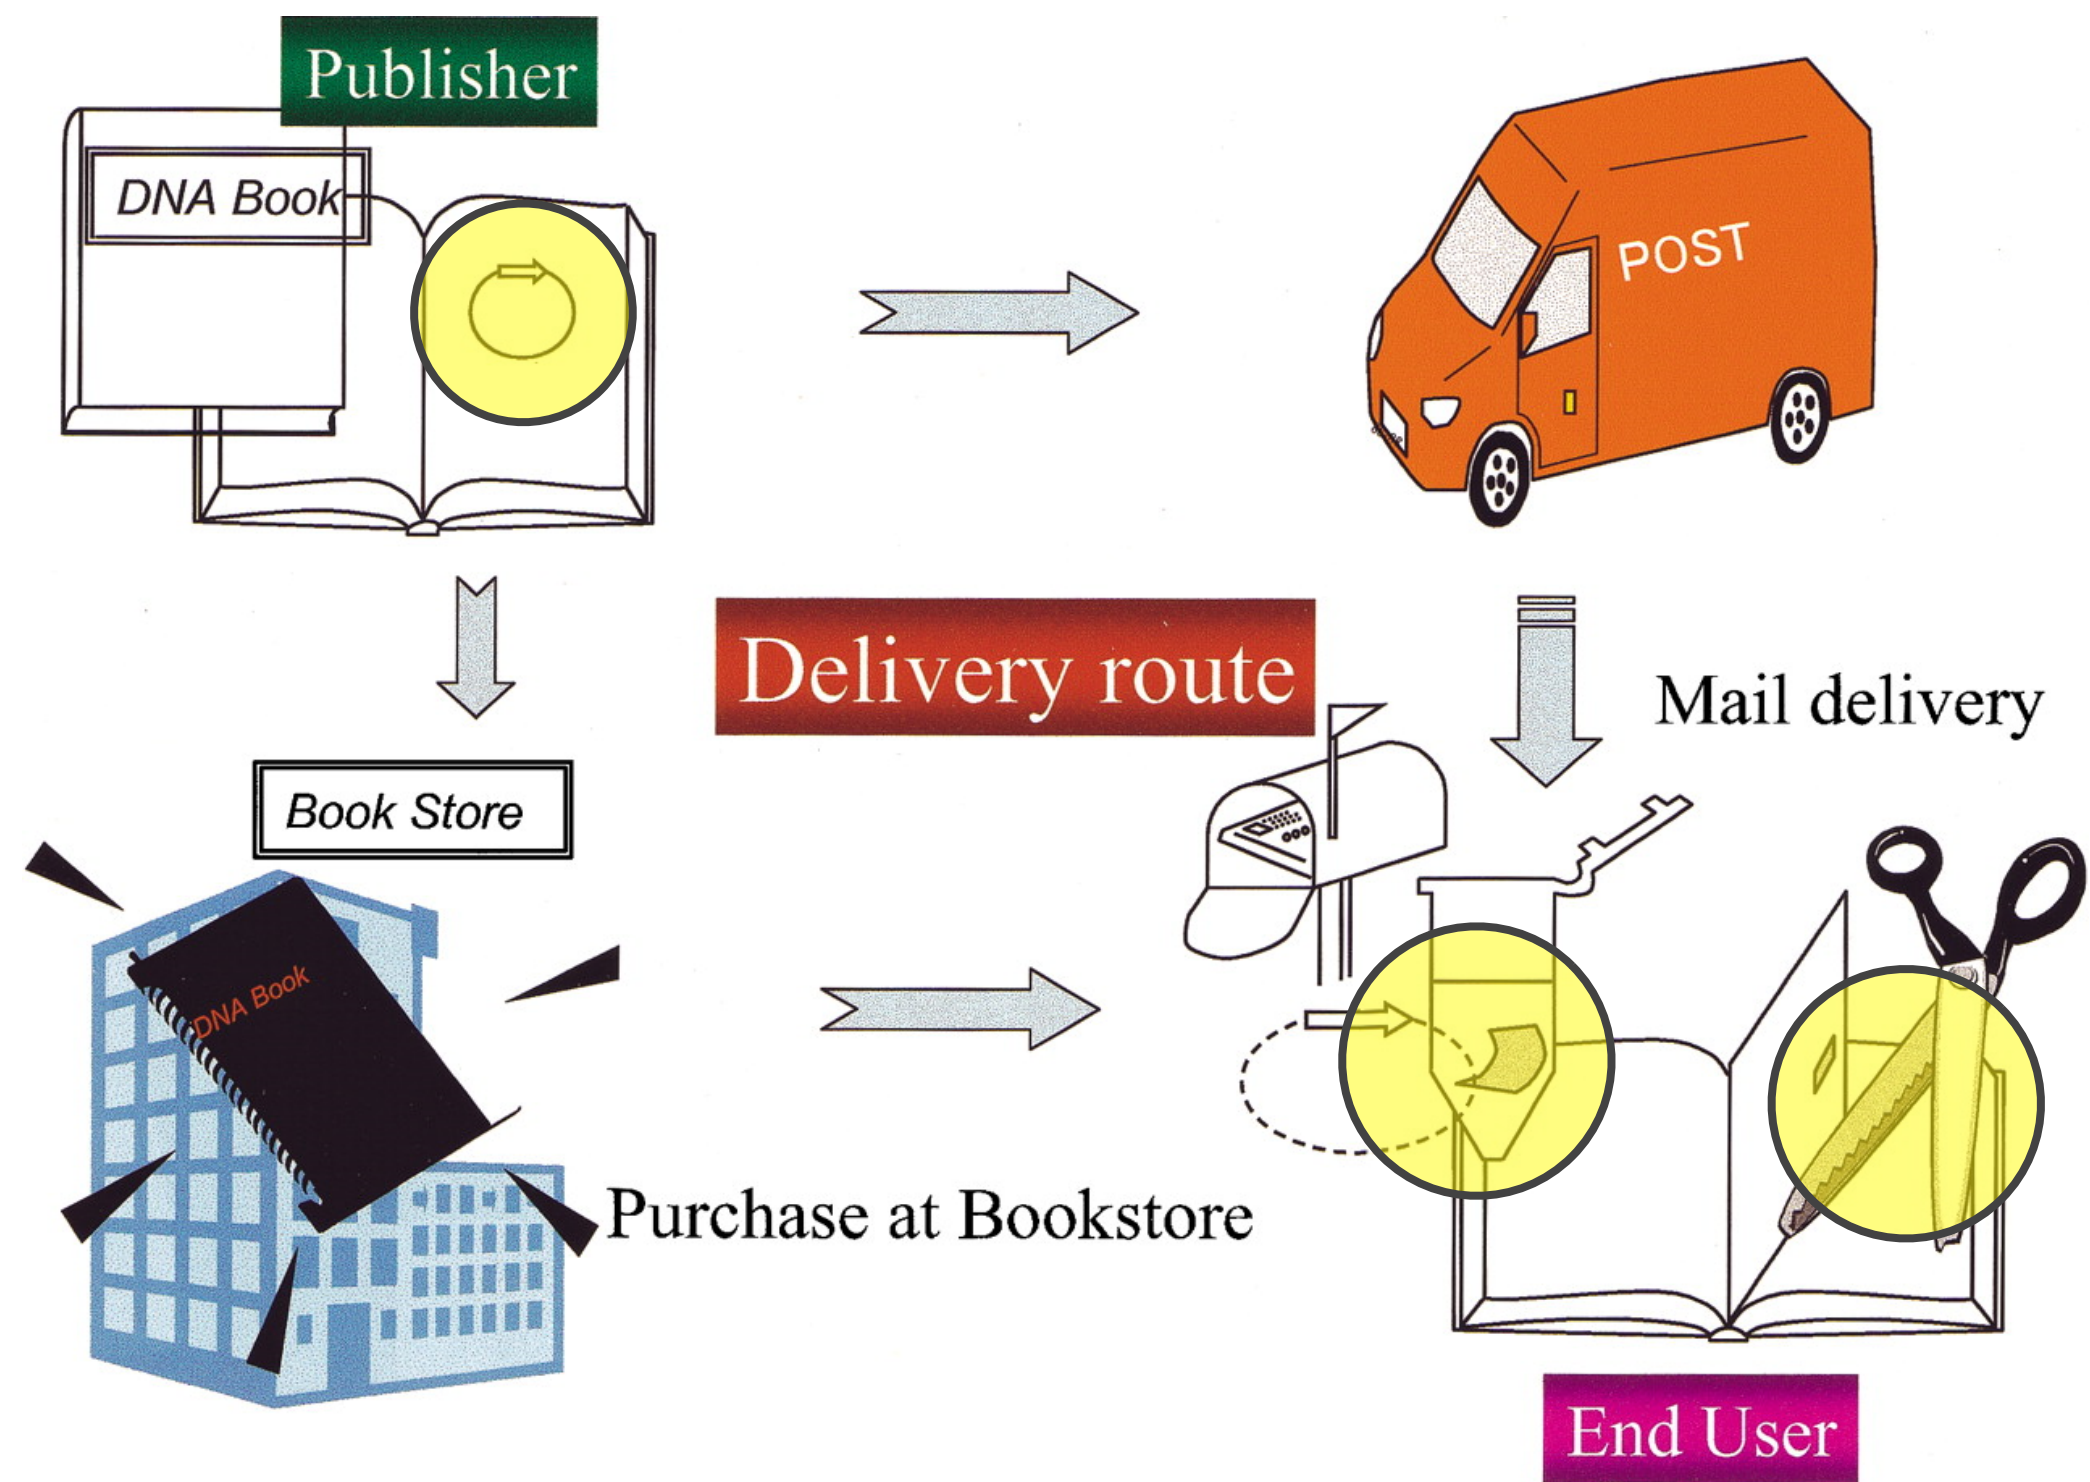 Publisher
DNA Book
POST
Delivery route
Mail delivery
Book Store
DNA Book
Purchase at Bookstore
End User